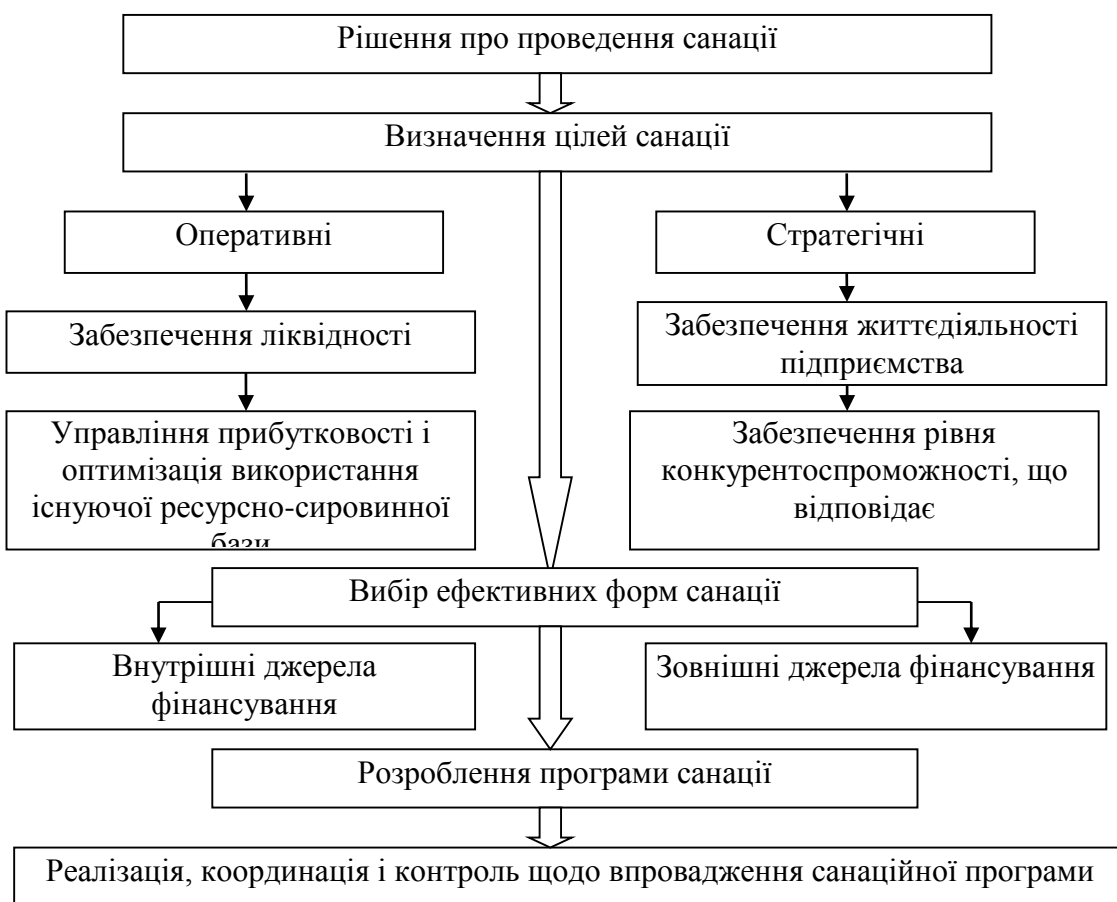 Рішення про проведення санації
Визначення цілей санації
Оперативні
Стратегічні
Забезпечення ліквідності
Забезпечення життєдіяльності
підприємства
Управління прибутковості і
оптимізація використання
існуючої ресурсно-сировинної
бази
Забезпечення рівня
конкурентоспроможності, що
відповідає
Вибір ефективних форм санації
Внутрішні джерела
фінансування
Зовнішні джерела фінансування
Розроблення програми санації
Реалізація, координація і контроль щодо впровадження санаційної програми